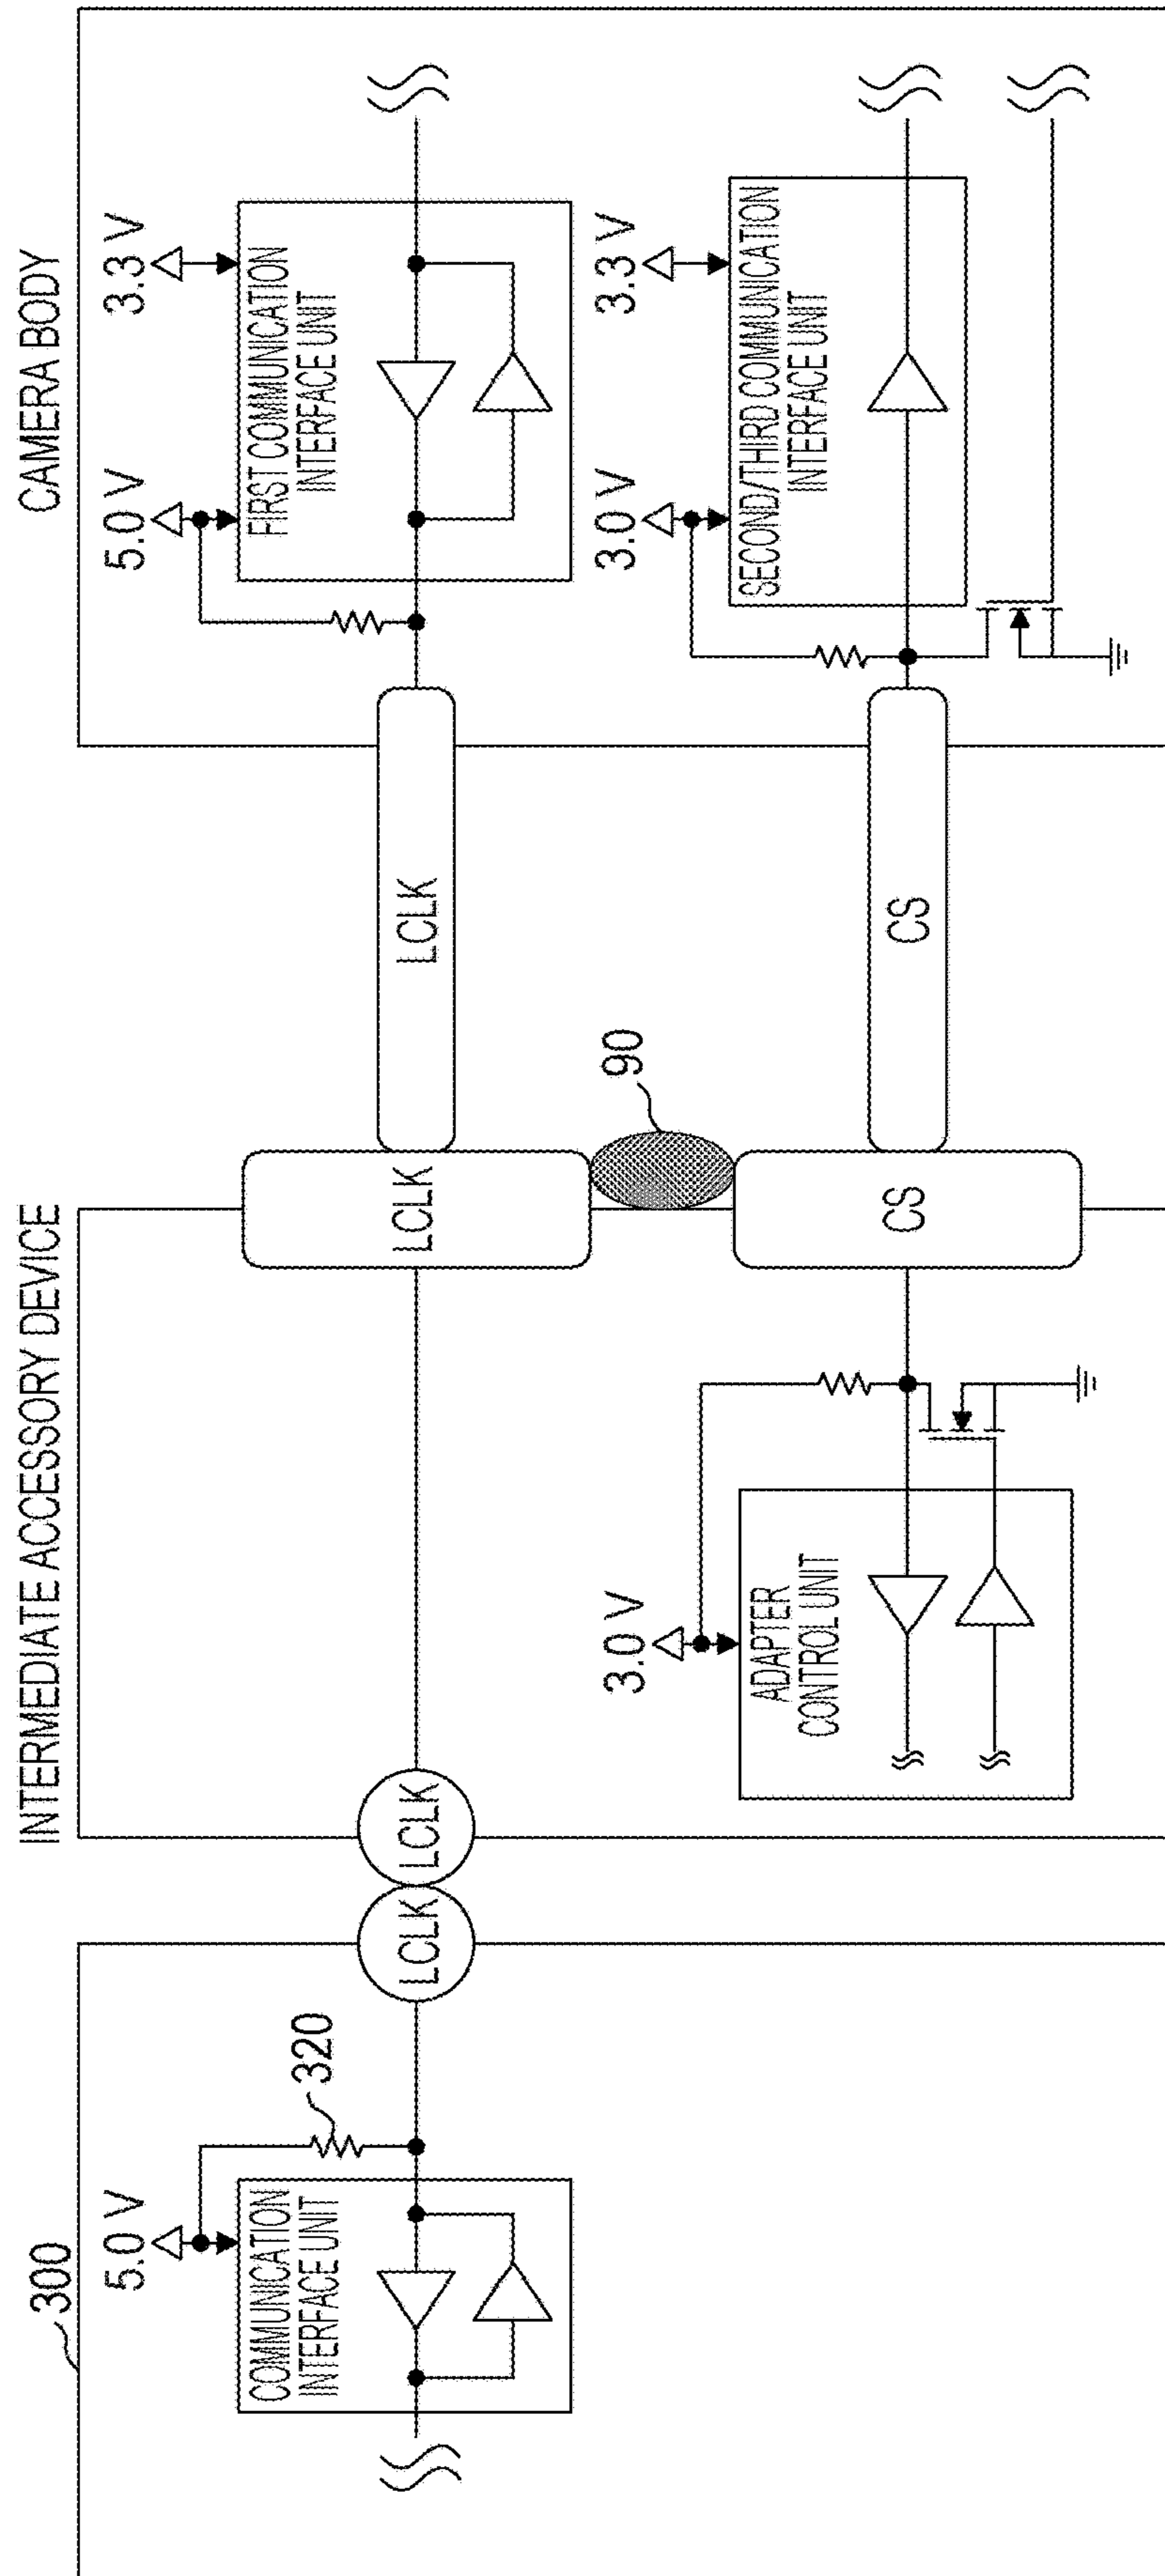 300
5.0 V
COMMUNICATION
INTERFACE UNIT
320
LCLK
INTERMEDIATE ACCESSORY DEVICE
LCLK
3.0 V
ADAPTER
CONTROL UNIT
LCLK
CS
90
LCLK
CS
CAMERA BODY
5.0 V
3.3 V
FIRST COMMUNICATION
INTERFACE UNIT
3.0 V
3.3 V
SECOND/THIRD COMMUNICATION
INTERFACE UNIT